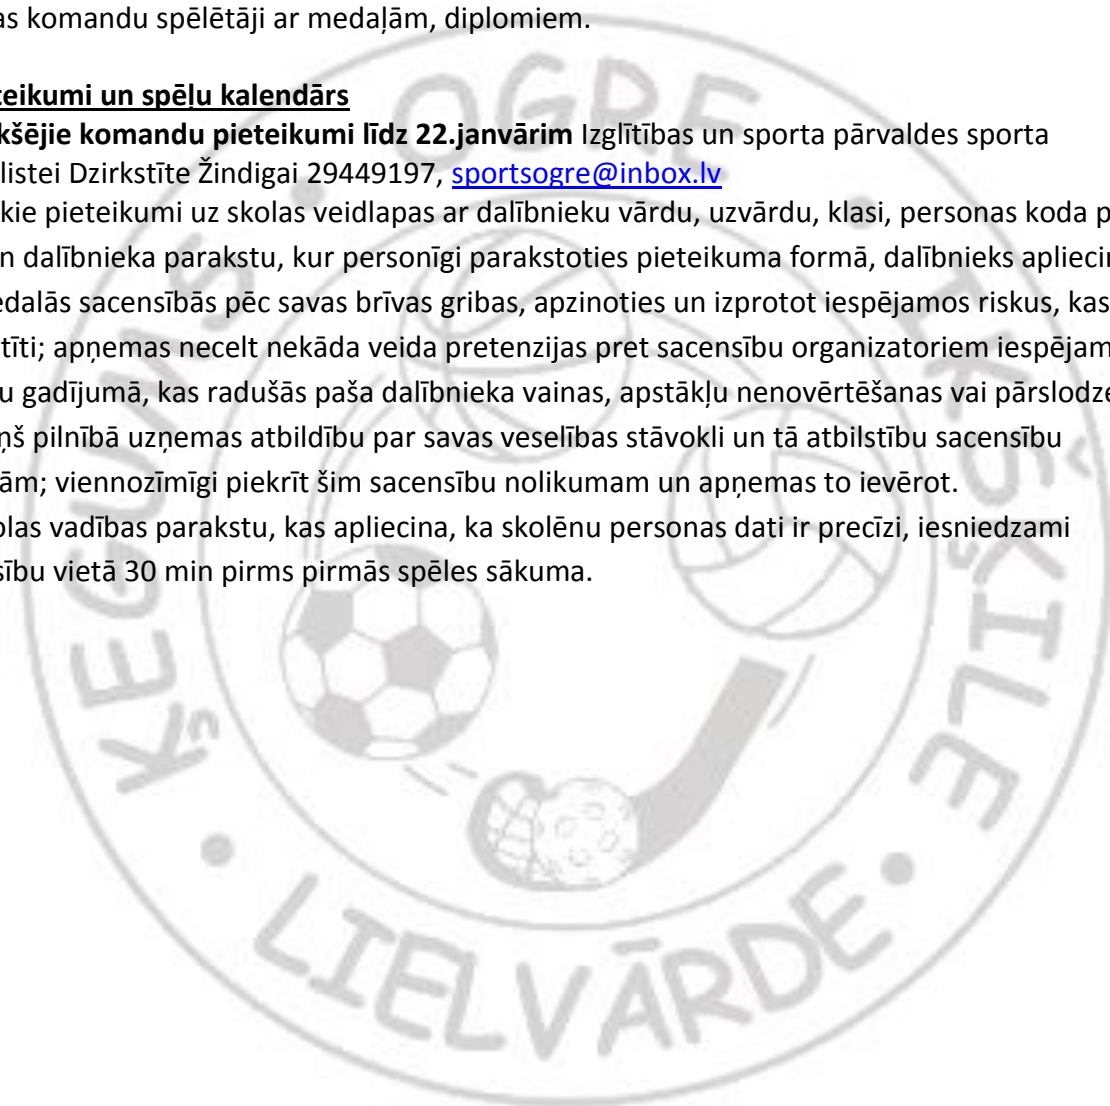 as komandu spēlētāji ar medaļām, diplomiem.
teikumi un spēļu kalendārs
kšējie komandu pieteikumi līdz 22.janvārim Izglītības un sporta pārvaldes sporta
listei Dzirkstīte Žindigai 29449197, sportsogre@inbox.lv
kie pieteikumi uz skolas veidlapas ar dalībnieku vārdu, uzvārdu, klasi, personas koda p
n dalībnieka parakstu, kur personīgi parakstoties pieteikuma formā, dalībnieks apliecin
edalās sacensībās pēc savas brīvas gribas, apzinoties un izprotot iespējamos riskus, kas
tīti; apņemas necelt nekāda veida pretenzijas pret sacensību organizatoriem iespējam
u gadījumā, kas radušās paša dalībnieka vainas, apstākļu nenovērtēšanas vai pārslodze
ņš pilnībā uzņemas atbildību par savas veselības stāvokli un tā atbilstību sacensību
ām; viennozīmīgi piekrīt šim sacensību nolikumam un apņemas to ievērot.
olas vadības parakstu, kas apliecina, ka skolēnu personas dati ir precīzi, iesniedzami
sību vietā 30 min pirms pirmās spēles sākuma.
OGRE
IKŠĶILE
ĶEGUMS
LIELVĀRDE